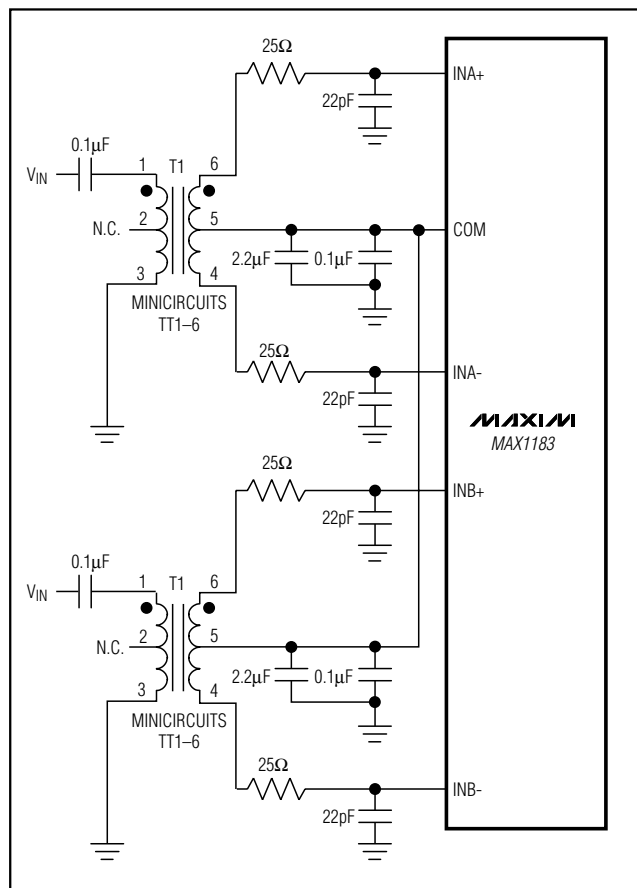 25Ω
INA+
22pF
0.1µF
VIN
1
T1
6
N.C.
2
5
COM
2.2µF
0.1µF
3
4
MINICIRCUITS
TT1–6
25Ω
INA-
22pF
MAXIM
MAX1183
25Ω
INB+
22pF
0.1µF
VIN
1
T1
6
N.C.
2
5
2.2µF
0.1µF
3
4
MINICIRCUITS
TT1–6
25Ω
INB-
22pF